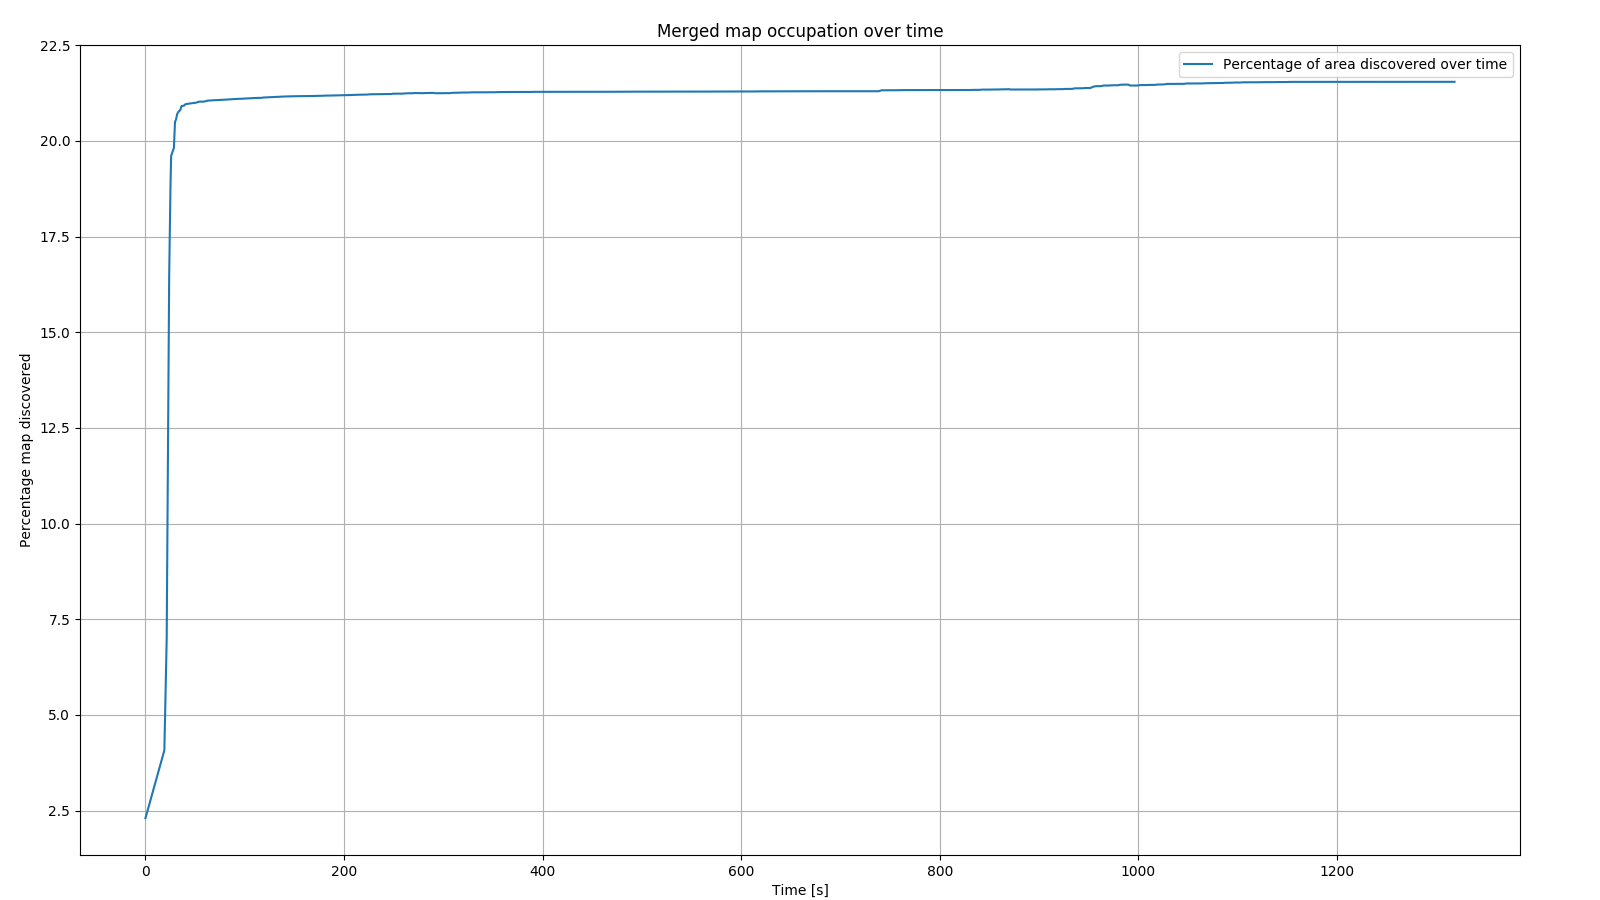 Merged map occupation over time
Percentage of area discovered over time
22.5
20.0
17.5
15.0
12.5
10.0
7.5
5.0
2.5
Percentage map discovered
0 200 400 600 800 1000 1200
Time [s]